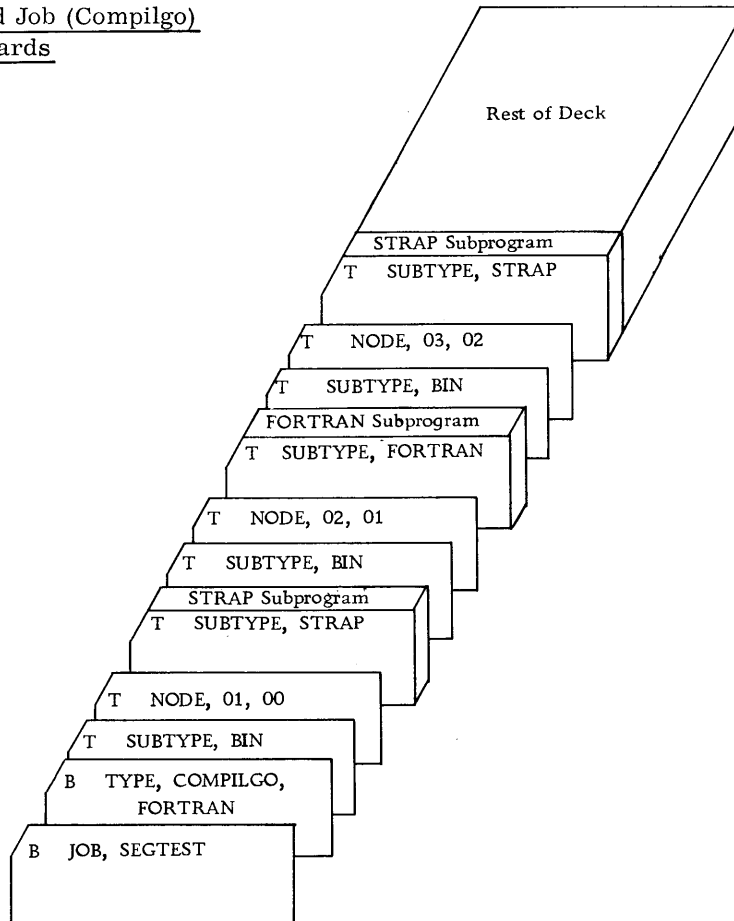 Job (Compilgo)
Rest of Deck
STRAP Subprogram
T SUBTYPE, STRAP
T NODE, 03, 02
T SUBTYPE, BIN
FORTRAN Subprogram
T SUBTYPE, FORTRAN
T NODE, 02, 01
T SUBTYPE, BIN
STRAP Subprogram
T SUBTYPE, STRAP
T NODE, 01, 00
T SUBTYPE, BIN
B TYPE, COMPILGO,
FORTRAN
B JOB, SEGTEST